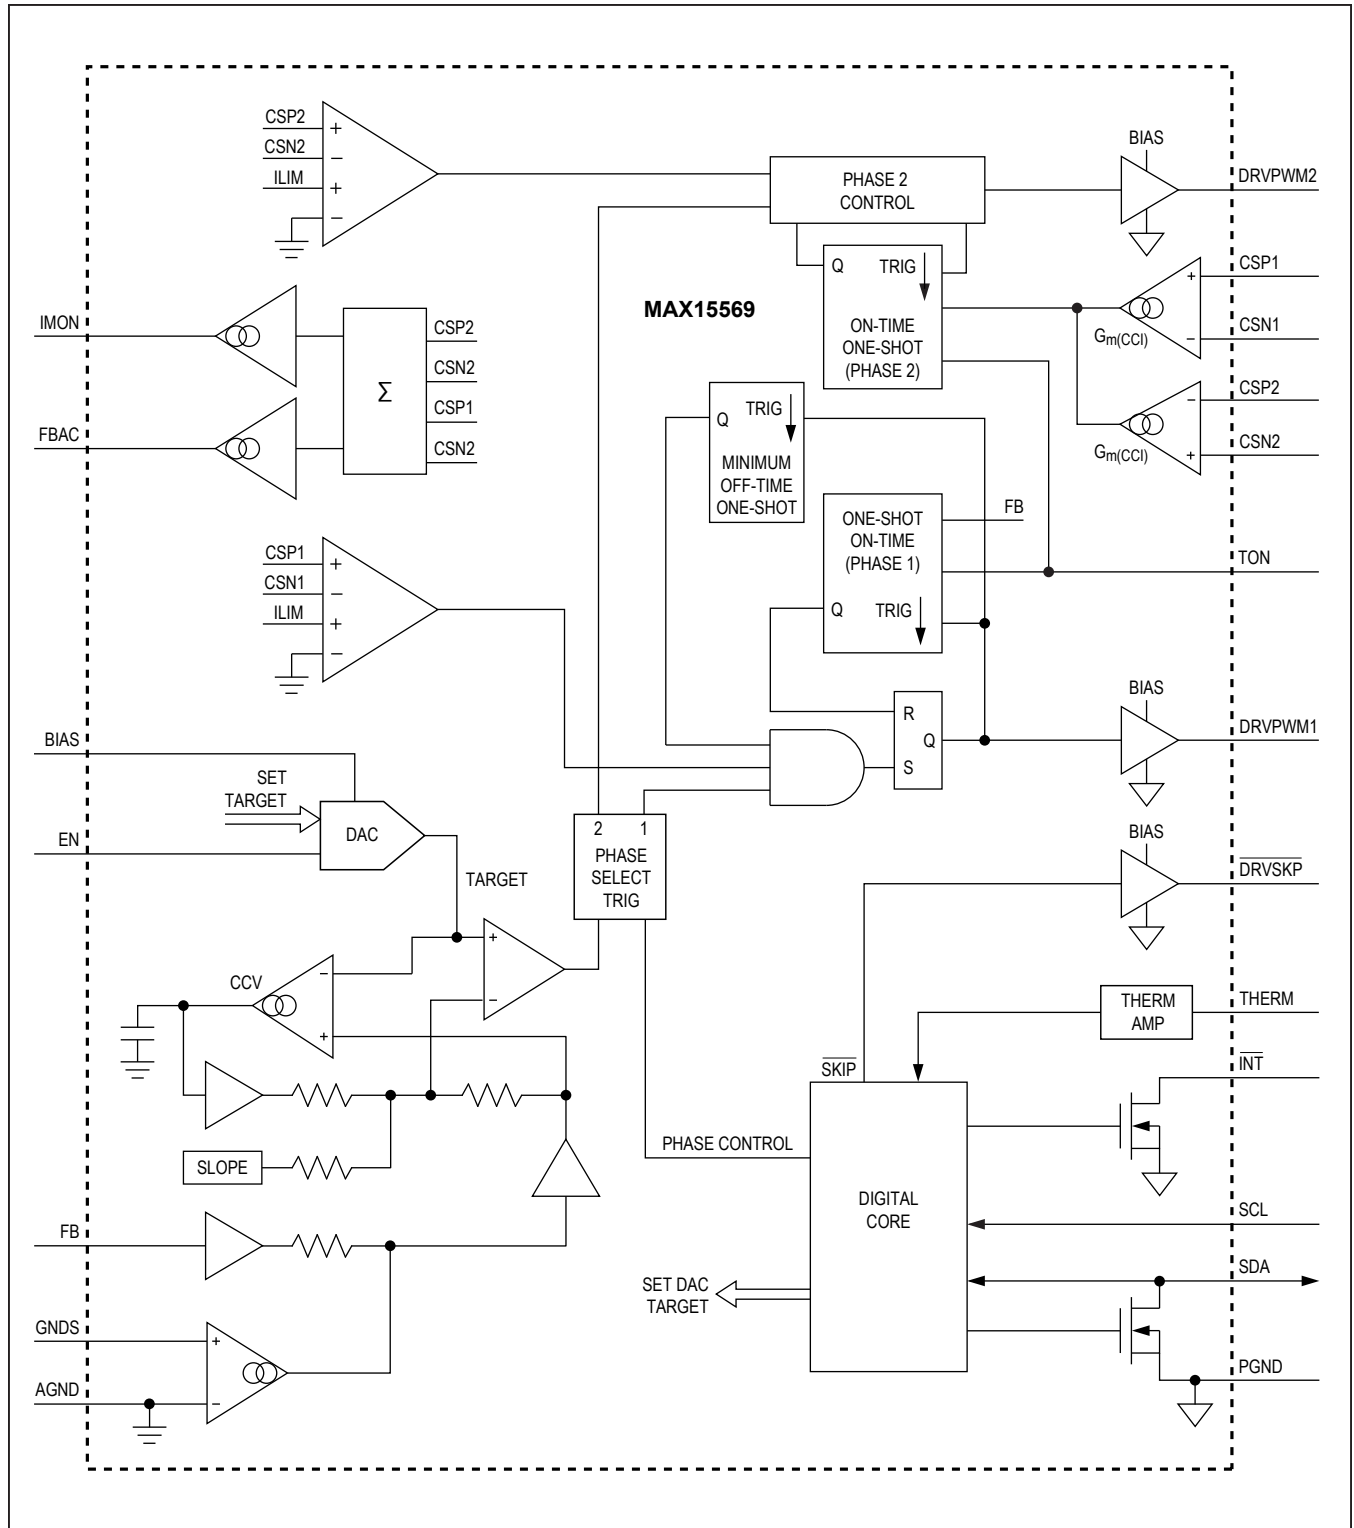 CSP2
+
CSN2
−
ILIM
+
−
PHASE 2
CONTROL
BIAS
DRVPWM2
Q TRIG
ON-TIME
ONE-SHOT
(PHASE 2)
CSP1
+
Gm(CCI)
CSN1
−
CSP2
−
Gm(CCI)
CSN2
+
MAX15569
IMON
FBAC
Σ
CSP2
CSN2
CSP1
CSN2
Q TRIG
MINIMUM
OFF-TIME
ONE-SHOT
ONE-SHOT
ON-TIME
(PHASE 1)
Q TRIG
FB
TON
CSP1
+
CSN1
−
ILIM
+
−
R
Q
S
BIAS
DRVPWM1
BIAS
SET
TARGET
DAC
EN
TARGET
2 1
PHASE
SELECT
TRIG
BIAS
DRVSKP
+
−
CCV
−
+
THERM
AMP
THERM
SKIP
INT
SLOPE
PHASE CONTROL
DIGITAL
CORE
SCL
SDA
SET DAC
TARGET
PGND
FB
GNDS
+
AGND
−